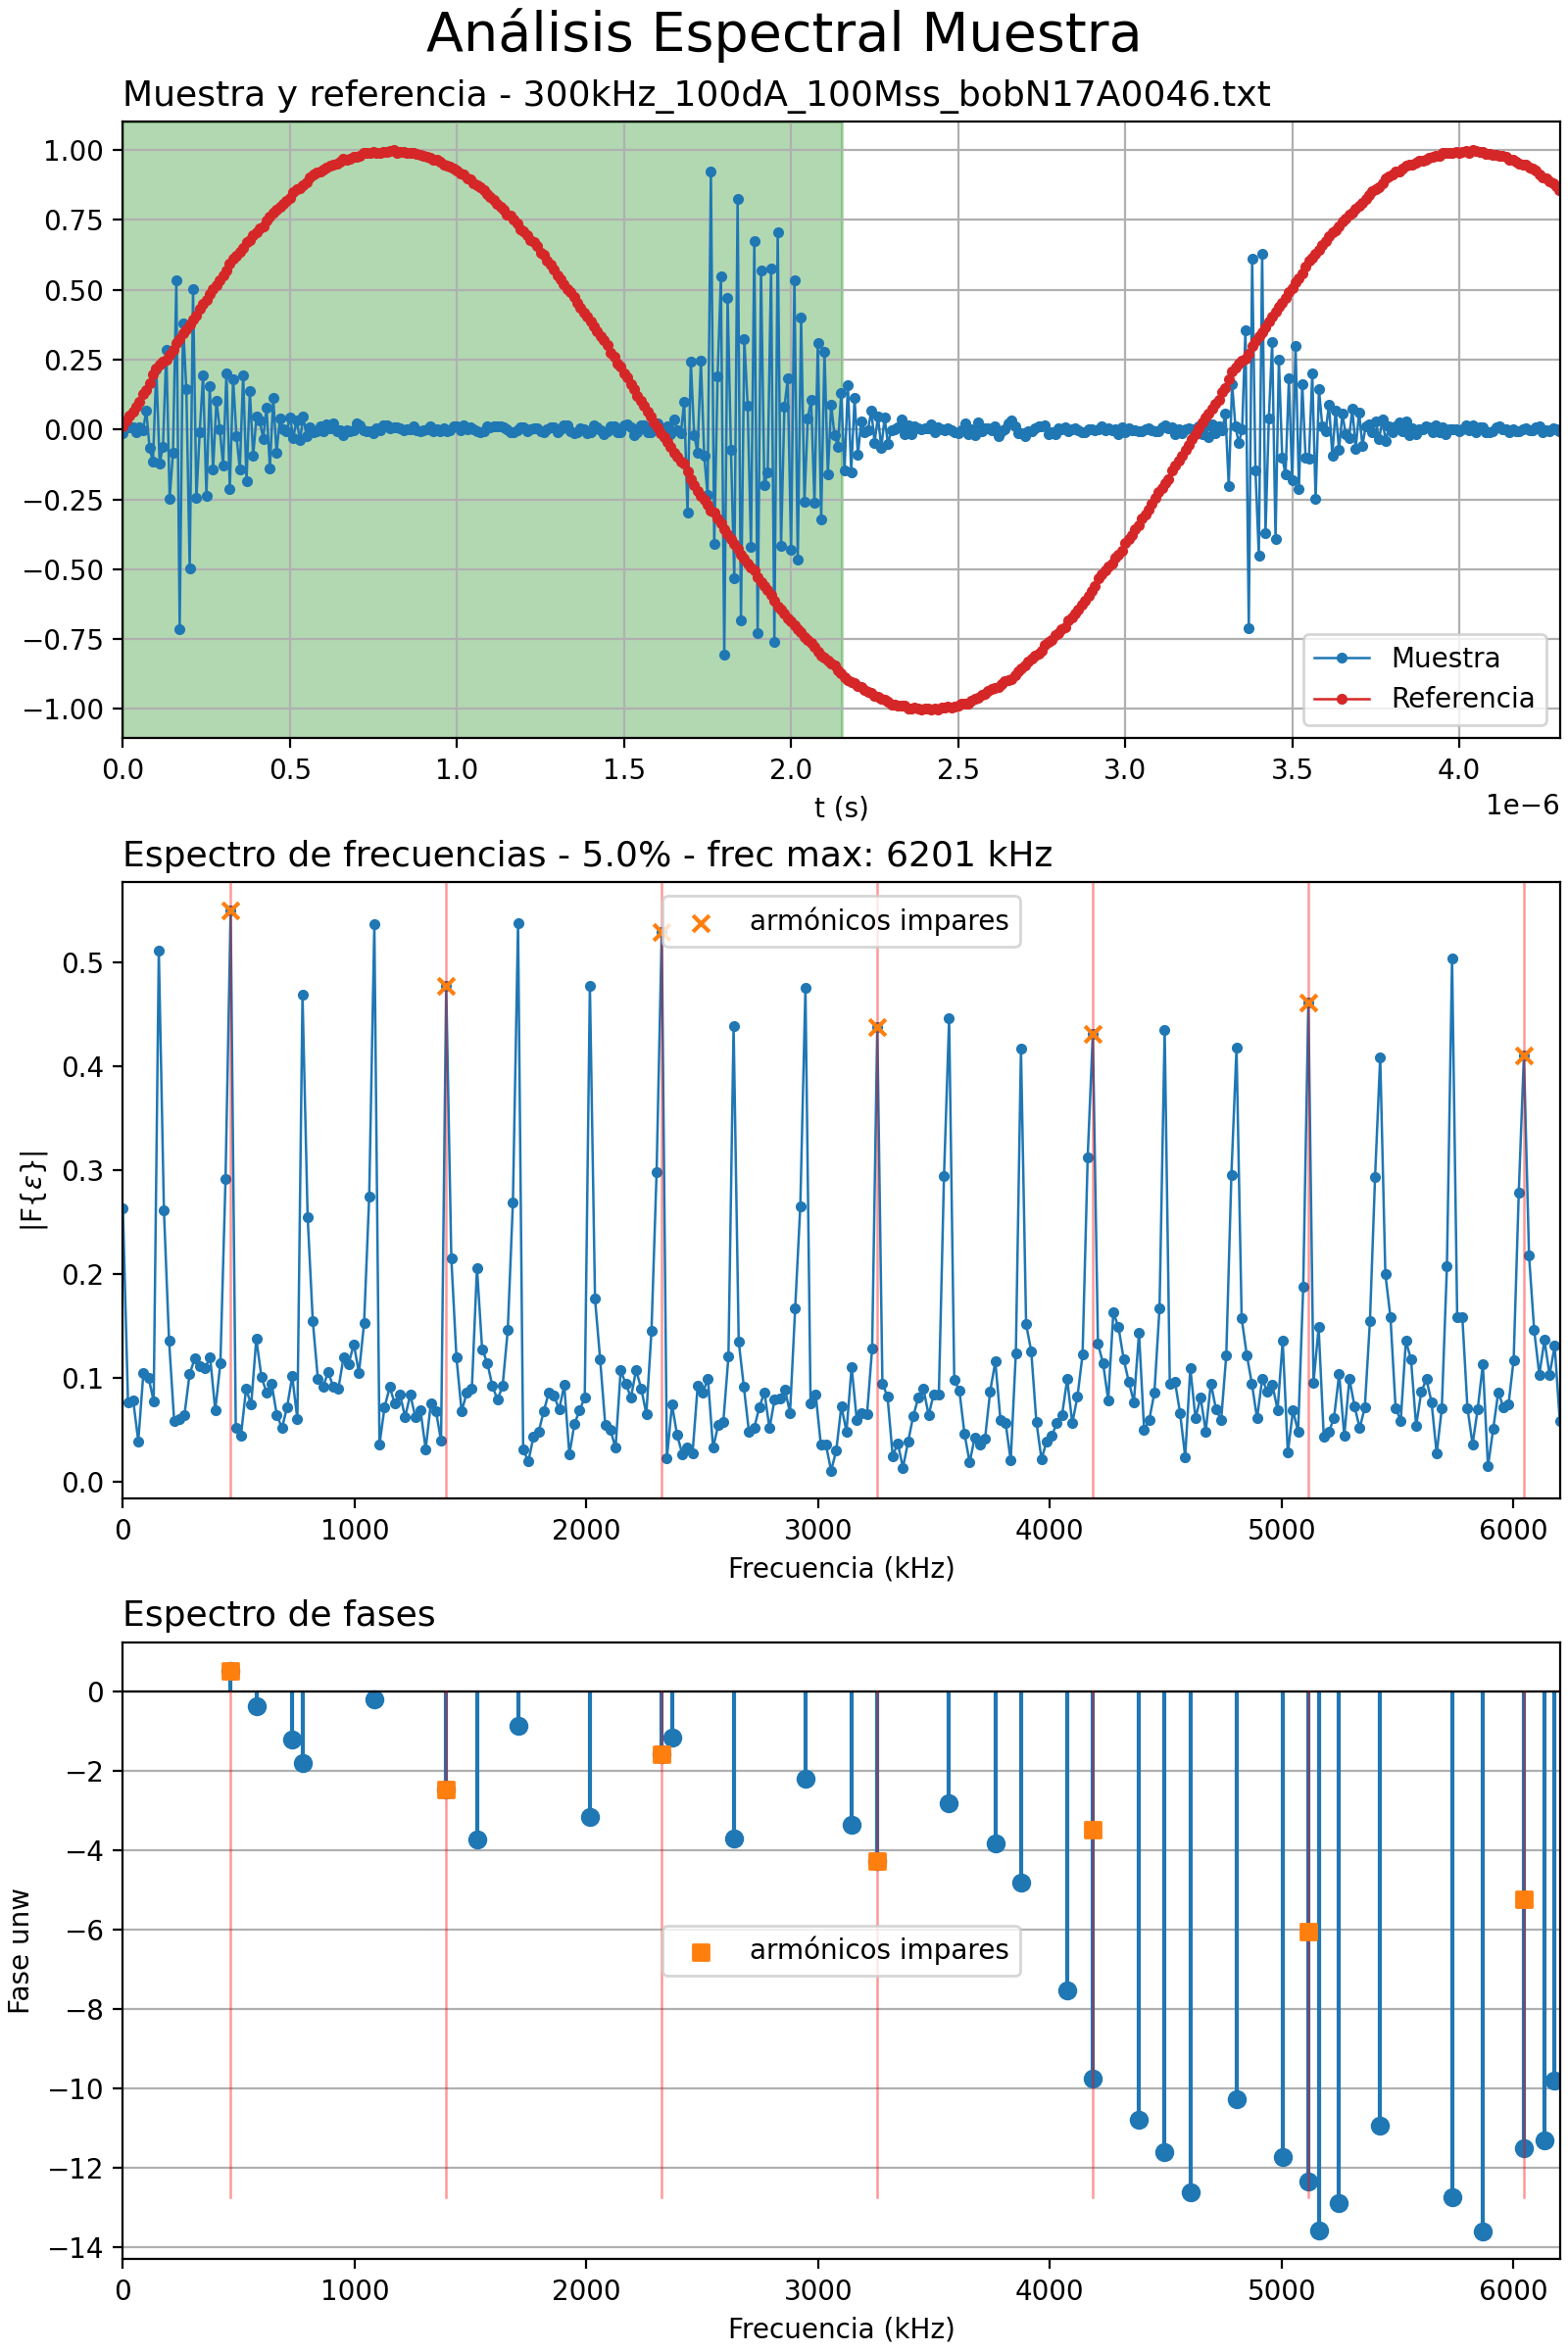 Análisis Espectral Muestra
Muestra y referencia - 300kHz_100dA_100Mss_bobN17A0046.txt
1.00
0.75
0.50
0.25
0.00
−0.25
−0.50
−0.75
−1.00
Muestra
Referencia
0.0 0.5 1.0 1.5 2.0 2.5 3.0 3.5 4.0
t (s)
1e−6
Espectro de frecuencias - 5.0% - frec max: 6201 kHz
armónicos impares
0.5
0.4
0.3
0.2
0.1
0.0
|F{ε}|
0 1000 2000 3000 4000 5000 6000
Frecuencia (kHz)
Espectro de fases
0
−2
−4
−6
−8
−10
−12
−14
Fase unw
armónicos impares
0 1000 2000 3000 4000 5000 6000
Frecuencia (kHz)